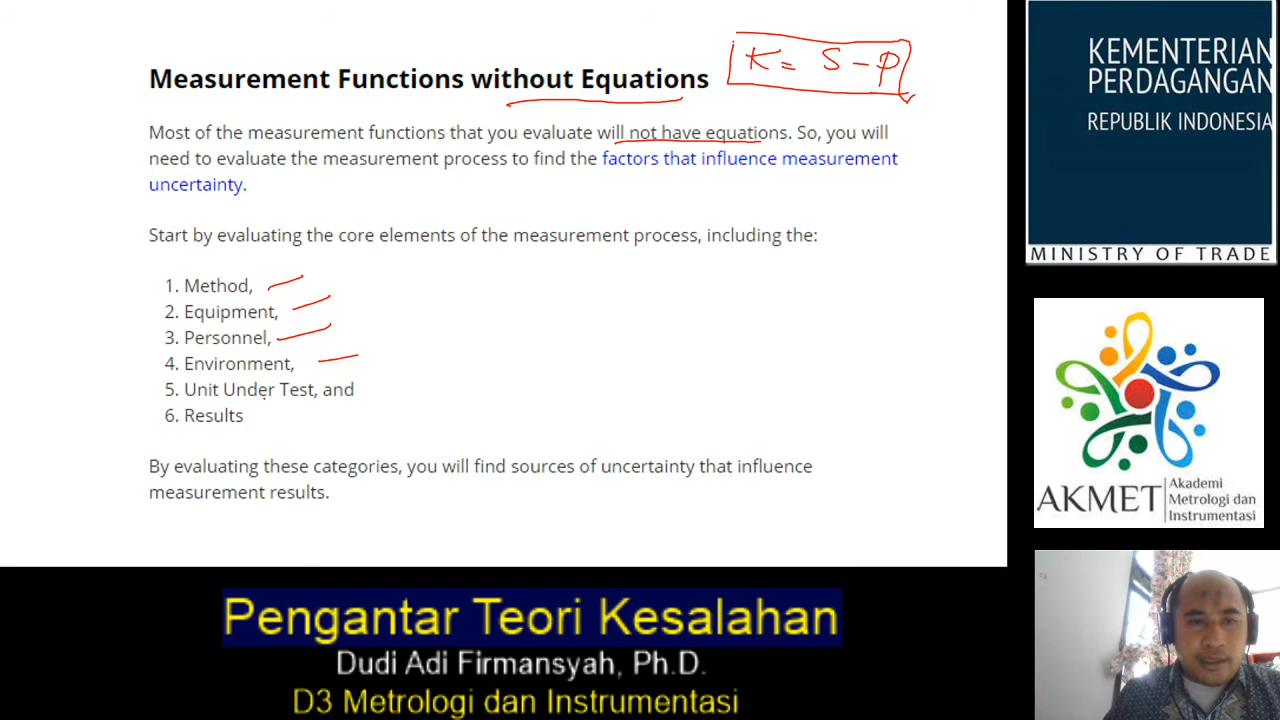 Measurement Functions without Equations
K = S - P
Most of the measurement functions that you evaluate will not have equations. So, you will
need to evaluate the measurement process to find the factors that influence measurement
uncertainty.
Start by evaluating the core elements of the measurement process, including the:
1. Method,
2. Equipment,
3. Personnel,
4. Environment,
5. Unit Under Test, and
6. Results
By evaluating these categories, you will find sources of uncertainty that influence
measurement results.
KEMENTERIAN
PERDAGANGAN
REPUBLIK INDONESIA
MINISTRY OF TRADE
AKMET
Akademi
Metrologi dan
Instrumentasi
Pengantar Teori Kesalahan
Dudi Adi Firmansyah, Ph.D.
D3 Metrologi dan Instrumentasi